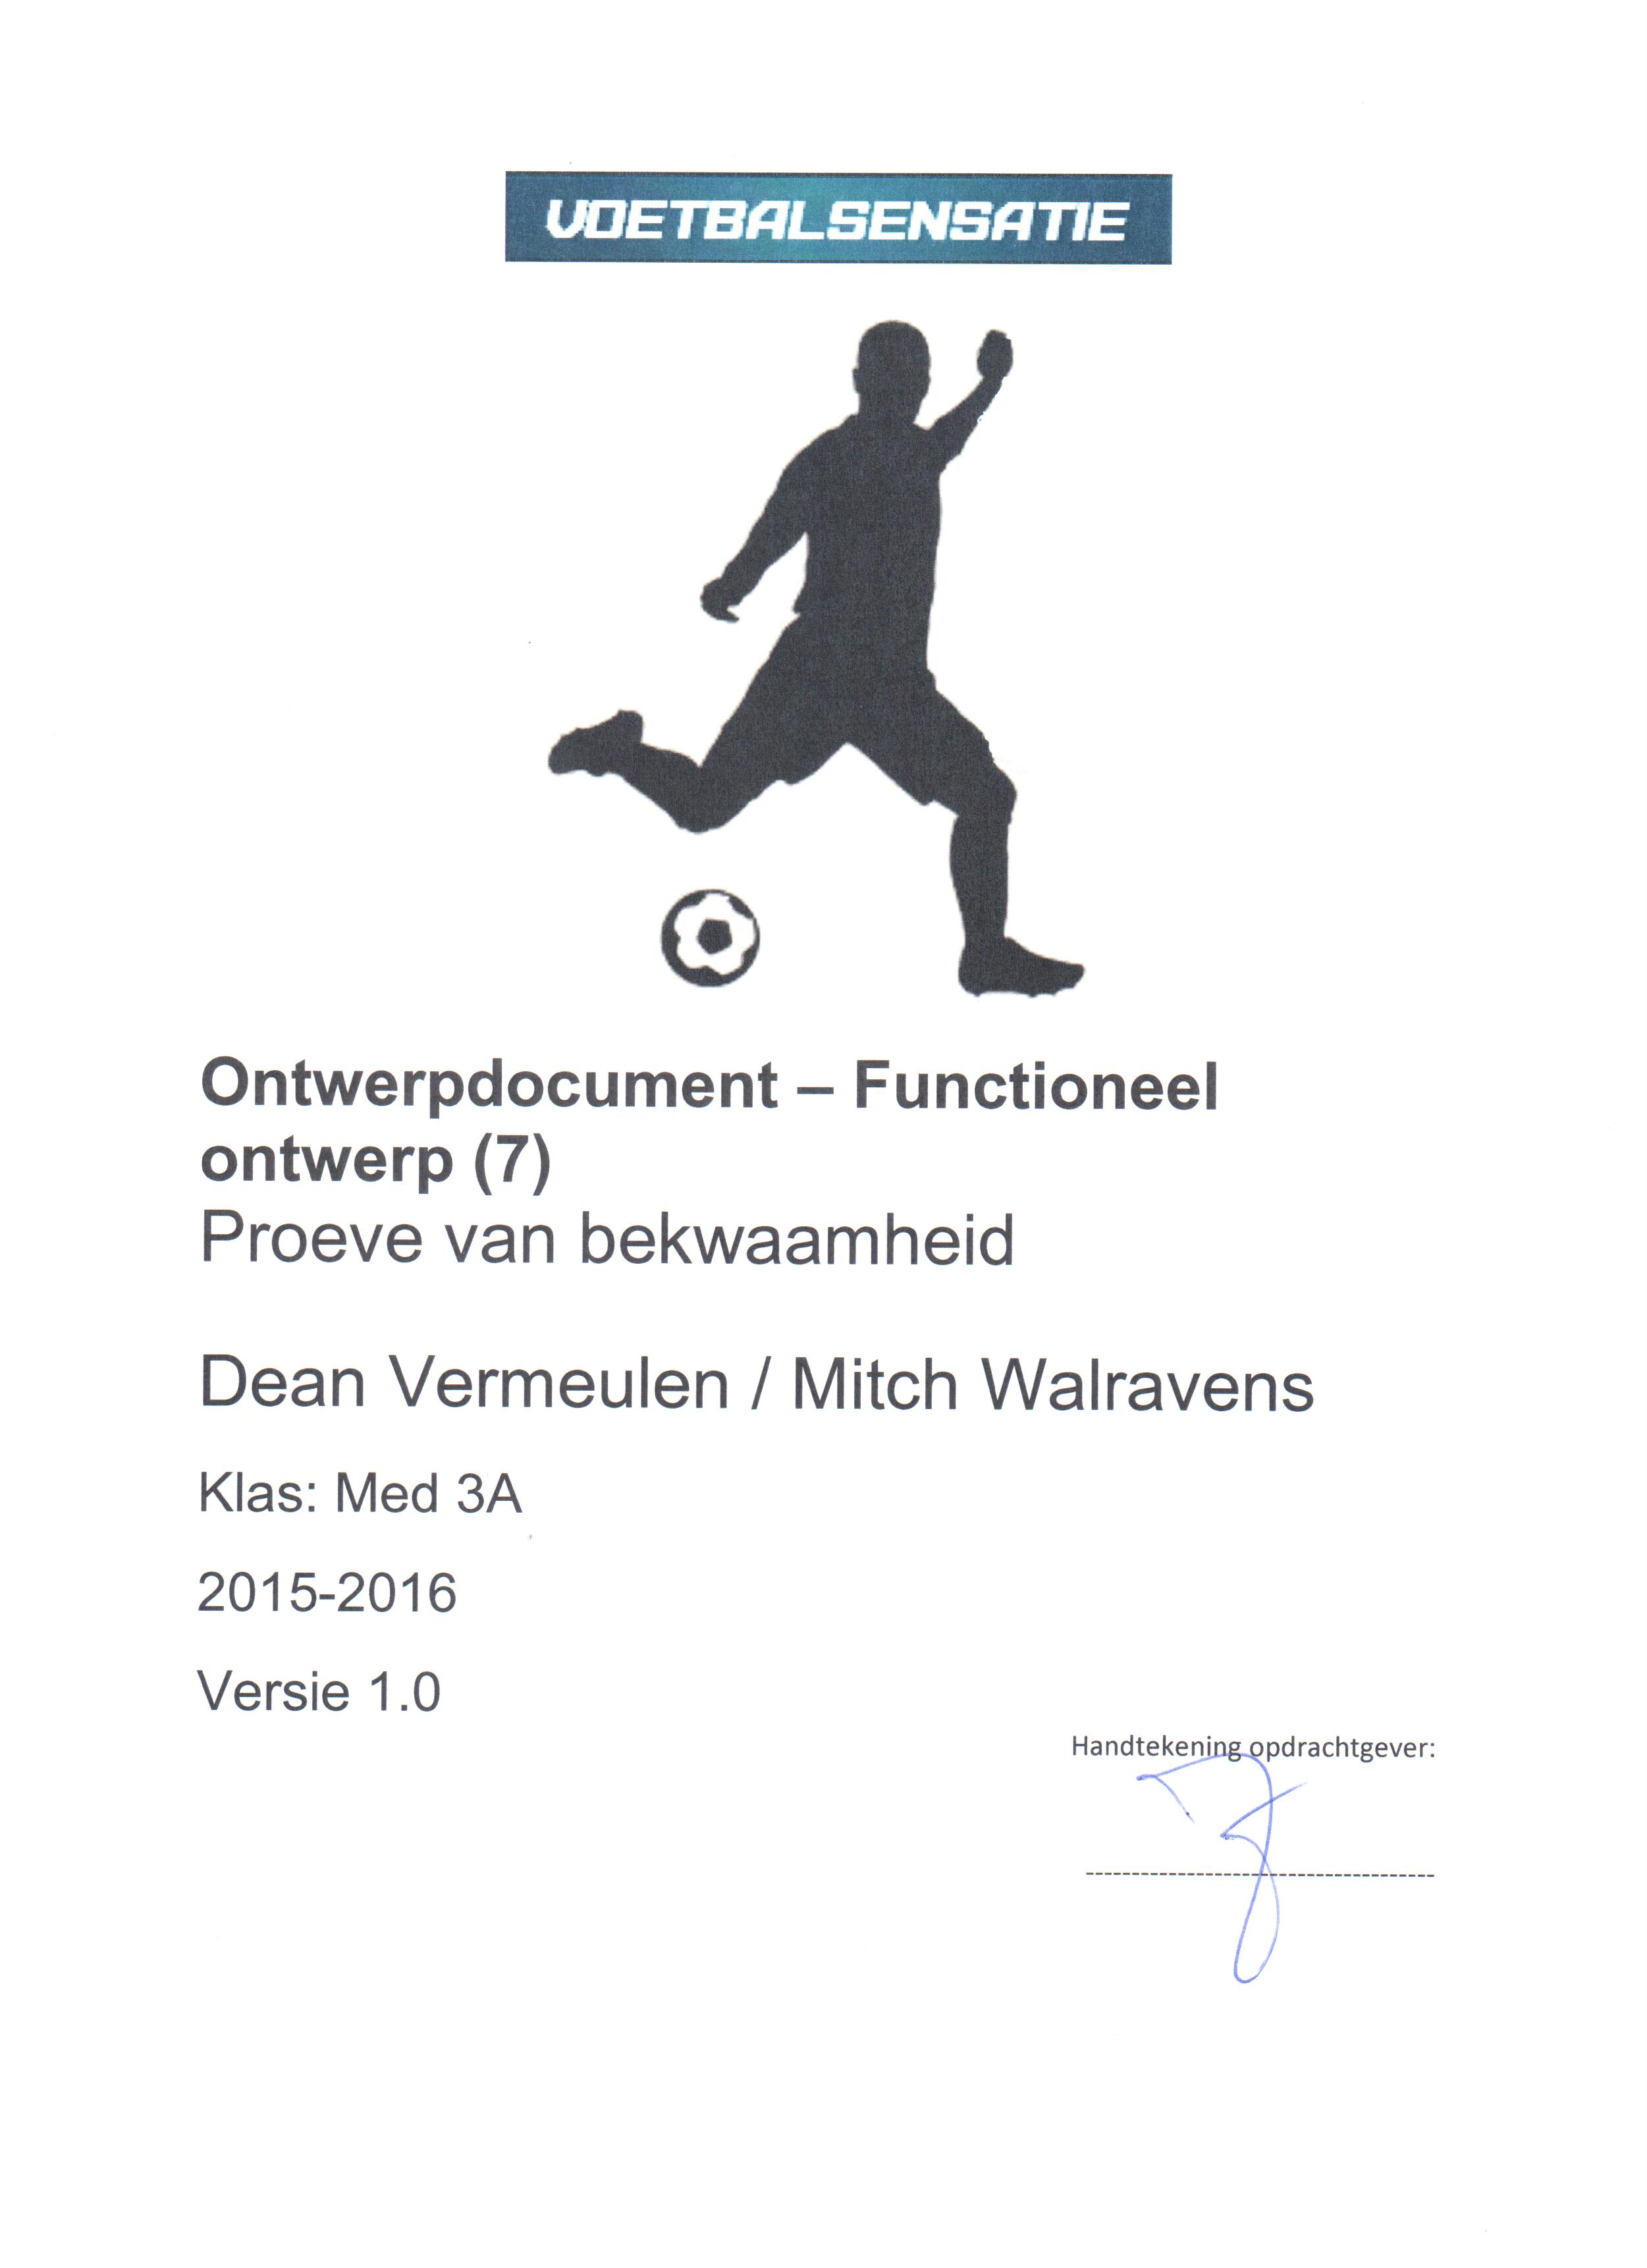 VOETBALSENSATIE
Ontwerpdocument – Functioneel
ontwerp (7)
Proeve van bekwaamheid
Dean Vermeulen / Mitch Walravens
Klas: Med 3A
2015-2016
Versie 1.0
Handtekening opdrachtgever: